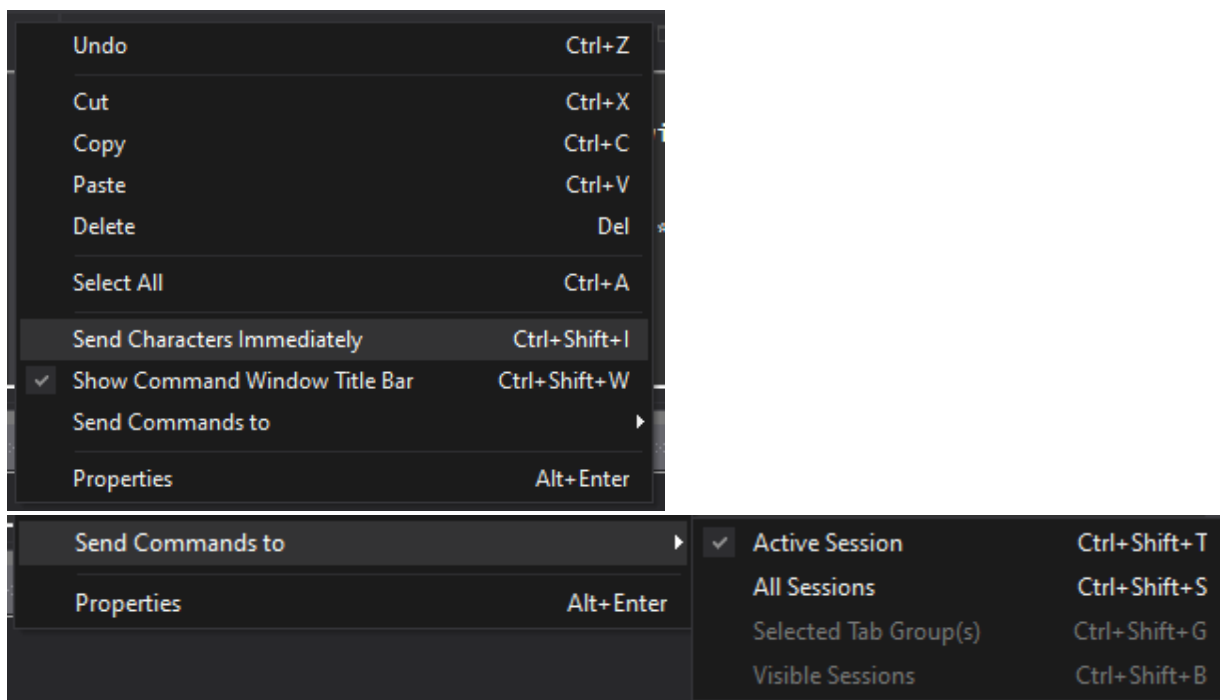 Undo Ctrl+Z
Cut Ctrl+X
Copy Ctrl+C
Paste Ctrl+V
Delete Del
Select All Ctrl+A
Send Characters Immediately Ctrl+Shift+I
Show Command Window Title Bar Ctrl+Shift+W
Send Commands to
Properties Alt+Enter
Send Commands to Active Session Ctrl+Shift+T
All Sessions Ctrl+Shift+S
Properties Alt+Enter Selected Tab Group(s) Ctrl+Shift+G
Visible Sessions Ctrl+Shift+B